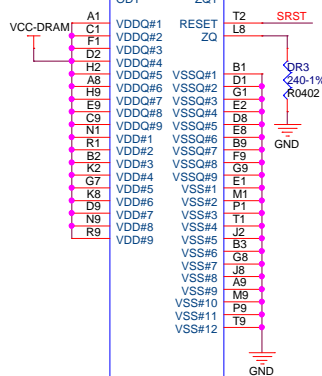 ODT ZQ1
A1 VDDQ#1 RESET T2 SRST
VCC-DRAM C1 VDDQ#2 ZQ L8
F1 VDDQ#3
D2 VDDQ#4
H2 VDDQ#5 VSSQ#1 B1
A8 VDDQ#6 VSSQ#2 D1
H9 VDDQ#7 VSSQ#3 G1
E9 VDDQ#8 VSSQ#4 E2
C9 VDDQ#9 VSSQ#5 D8
N1 VDD#1 VSSQ#6 E8
R1 VDD#2 VSSQ#7 B9
B2 VDD#3 VSSQ#8 F9
K2 VDD#4 VSSQ#9 G9
G7 VDD#5 VSS#1 E1
K8 VDD#6 VSS#2 M1
D9 VDD#7 VSS#3 P1
N9 VDD#8 VSS#4 T1
R9 VDD#9 VSS#5 J2
VSS#6 B3
VSS#7 G8
VSS#8 J8
VSS#9 A9
VSS#10 M9
VSS#11 P9
VSS#12 T9
DR3
240-1%
R0402
GND
GND